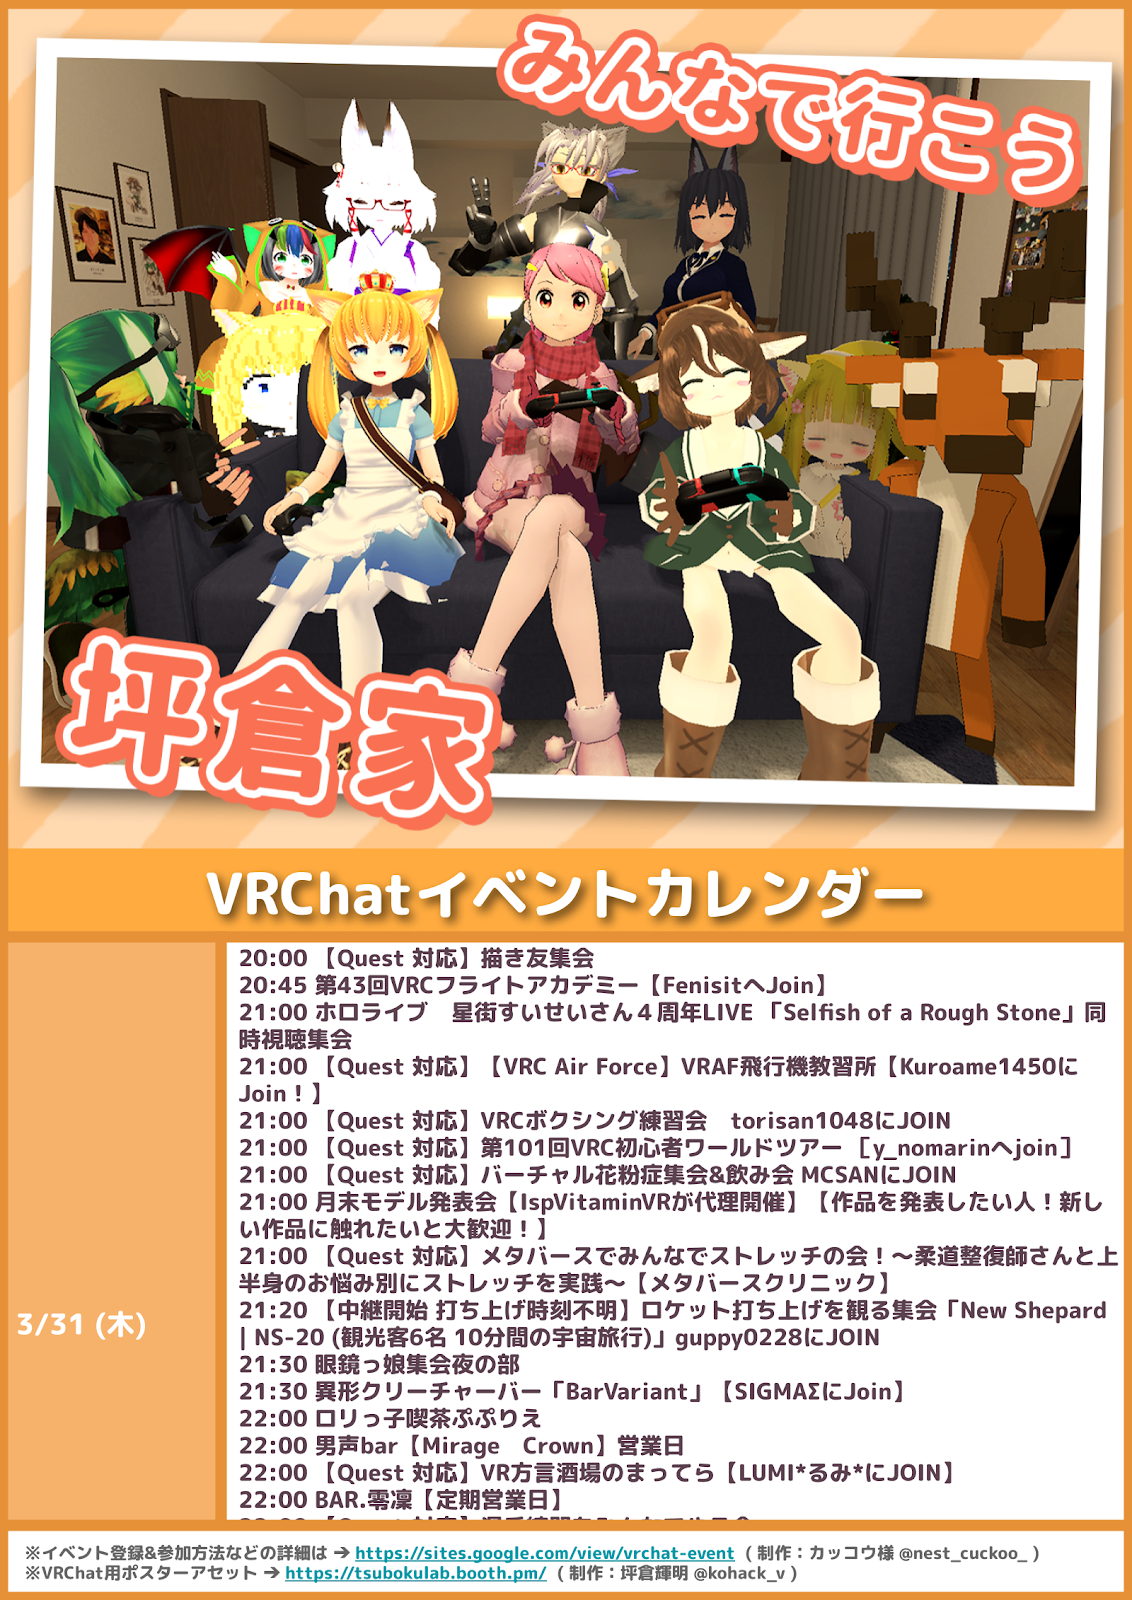 みんなで行こう
坪倉家
VRChatイベントカレンダー
3/31 (木)
20:00 【Quest 対応】描き友集会
20:45 第43回VRCフライトアカデミー【FenisitへJoin】
21:00 ホロライブ　星街すいせいさん４周年LIVE 「Selfish of a Rough Stone」同
時視聴集会
21:00 【Quest 対応】【VRC Air Force】VRAF飛行機教習所【Kuroame1450に
Join！】
21:00 【Quest 対応】VRCボクシング練習会　torisan1048にJOIN
21:00 【Quest 対応】第101回VRC初心者ワールドツアー ［y_nomarinへjoin］
21:00 【Quest 対応】バーチャル花粉症集会&飲み会 MCSANにJOIN
21:00 月末モデル発表会【IspVitaminVRが代理開催】【作品を発表したい人！新し
い作品に触れたいと大歓迎！】
21:00 【Quest 対応】メタバースでみんなでストレッチの会！～柔道整復師さんと上
半身のお悩み別にストレッチを実践～【メタバースクリニック】
21:20 【中継開始 打ち上げ時刻不明】ロケット打ち上げを観る集会「New Shepard
| NS-20 (観光客6名 10分間の宇宙旅行)」guppy0228にJOIN
21:30 眼鏡っ娘集会夜の部
21:30 異形クリーチャーバー「BarVariant」【SIGMAΣにJoin】
22:00 ロリっ子喫茶ぷぷりえ
22:00 男声bar【Mirage　Crown】営業日
22:00 【Quest 対応】VR方言酒場のまってら【LUMI*るみ*にJOIN】
22:00 BAR.零凜【定期営業日】
※イベント登録&参加方法などの詳細は → https://sites.google.com/view/vrchat-event （ 制作：カッコウ様 @nest_cuckoo_ ）
※VRChat用ポスターアセット → https://tsubokulab.booth.pm/ （ 制作：坪倉輝明 @kohack_v ）